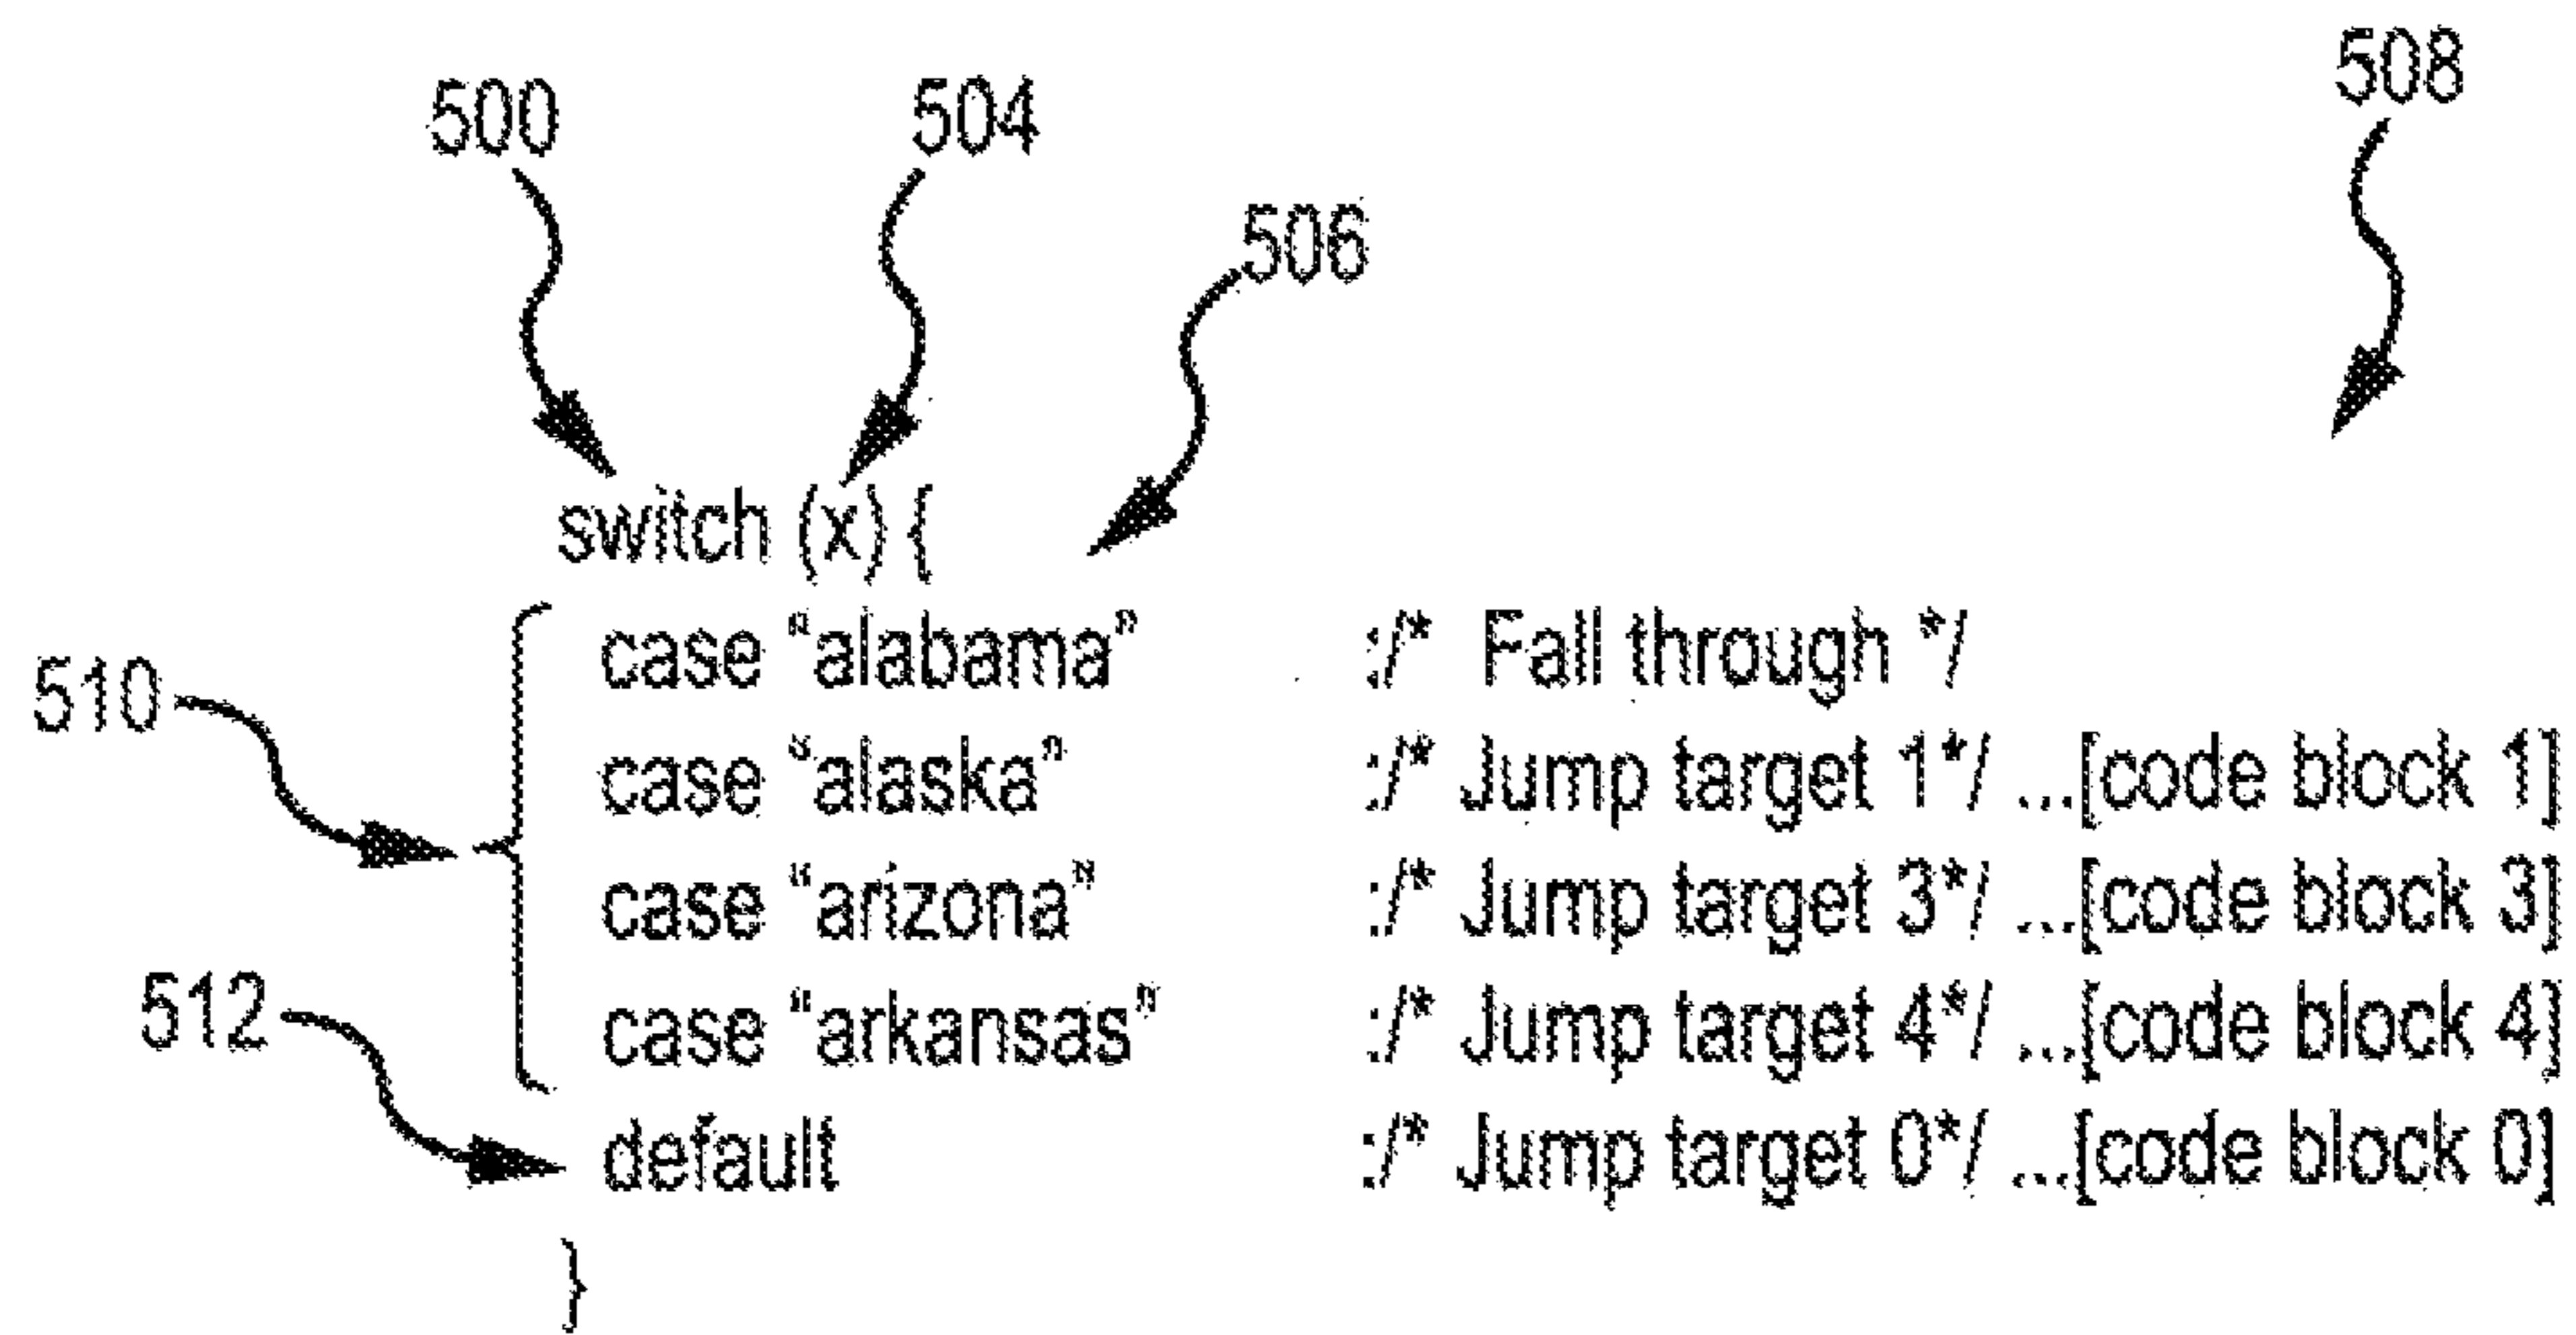 500 504 508
506
switch (x) {
case "alabama" :/* Fall through */
510
case "alaska" :/* Jump target 1*/ ...[code block 1]
case "arizona" :/* Jump target 3*/ ...[code block 3]
512 case "arkansas" :/* Jump target 4*/ ...[code block 4]
default :/* Jump target 0*/ ...[code block 0]
}